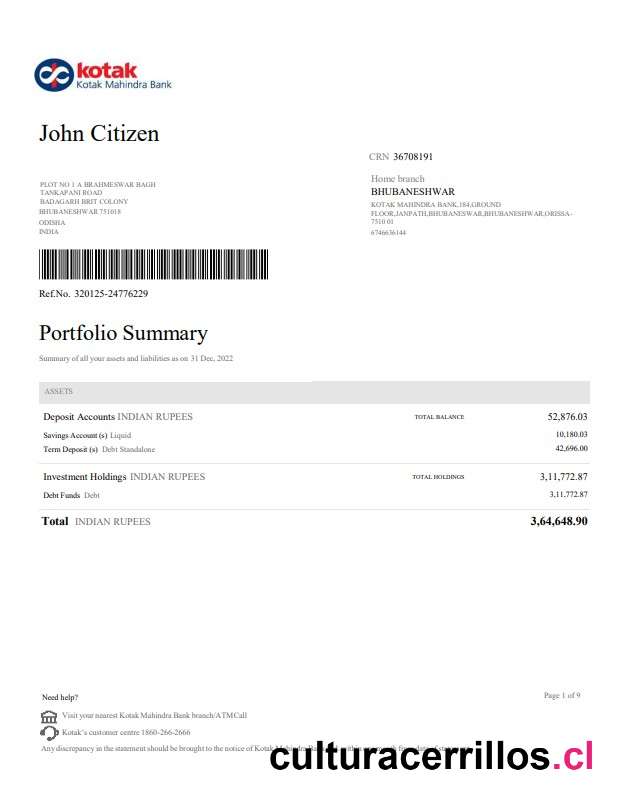 kotak
Kotak Mahindra Bank
John Citizen
CRN 36708191
PLOT NO 1 A BRAHMESWAR BAGH
TANKAPANI ROAD
BADAGARH BRIT COLONY
BHUBANESHWAR 751018
ODISHA
INDIA
Home branch
BHUBANESHWAR
KOTAK MAHINDRA BANK,184,GROUND
FLOOR,JANPATH,BHUBANESWAR,BHUBANESHWAR,ORISSA-
7510 01
6746636144
Ref.No. 320125-24776229
Portfolio Summary
Summary of all your assets and liabilities as on 31 Dec, 2022
ASSETS
Deposit Accounts INDIAN RUPEES TOTAL BALANCE 52,876.03
Savings Account (s) Liquid 10,180.03
Term Deposit (s) Debt Standalone 42,696.00
Investment Holdings INDIAN RUPEES TOTAL HOLDINGS 3,11,772.87
Debt Funds Debt 3,11,772.87
Total INDIAN RUPEES 3,64,648.90
Need help? Page 1 of 9
Visit your nearest Kotak Mahindra Bank branch/ATMCall
Kotak's customer centre 1860-266-2666
Any discrepancy in the statement should be brought to the notice of Kotak
culturacerrillos.cl